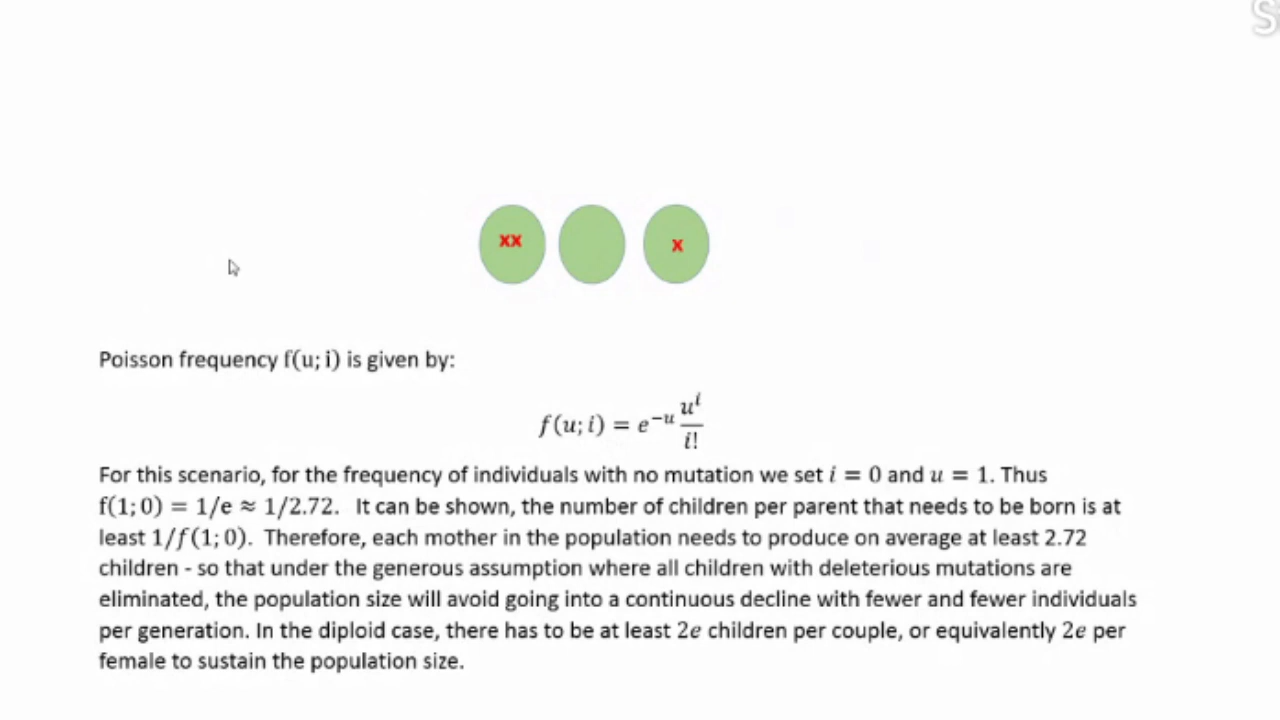 S
xx
x
Poisson frequency f(u; i) is given by:
f(u; i) = e^{-u} \frac{u^i}{i!}
For this scenario, for the frequency of individuals with no mutation we set i = 0 and u = 1. Thus
f(1; 0) = 1/e ≈ 1/2.72. It can be shown, the number of children per parent that needs to be born is at
least 1/f(1; 0). Therefore, each mother in the population needs to produce on average at least 2.72
children - so that under the generous assumption where all children with deleterious mutations are
eliminated, the population size will avoid going into a continuous decline with fewer and fewer individuals
per generation. In the diploid case, there has to be at least 2e children per couple, or equivalently 2e per
female to sustain the population size.